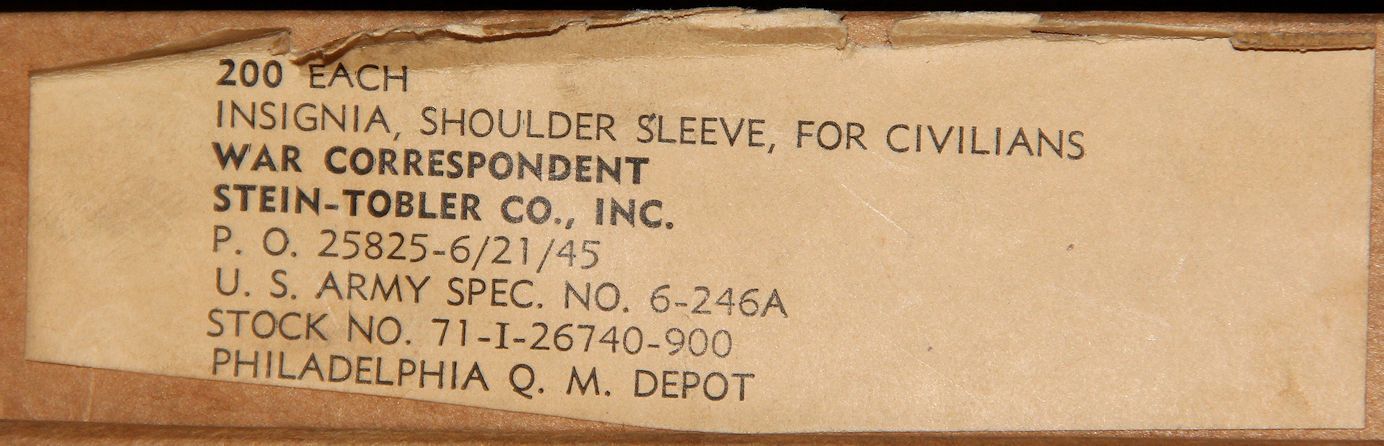 200 EACH
INSIGNIA, SHOULDER SLEEVE, FOR CIVILIANS
WAR CORRESPONDENT
STEIN-TOBLER CO., INC.
P. O. 25825-6/21/45
U. S. ARMY SPEC. NO. 6-246A
STOCK NO. 71-I-26740-900
PHILADELPHIA Q. M. DEPOT